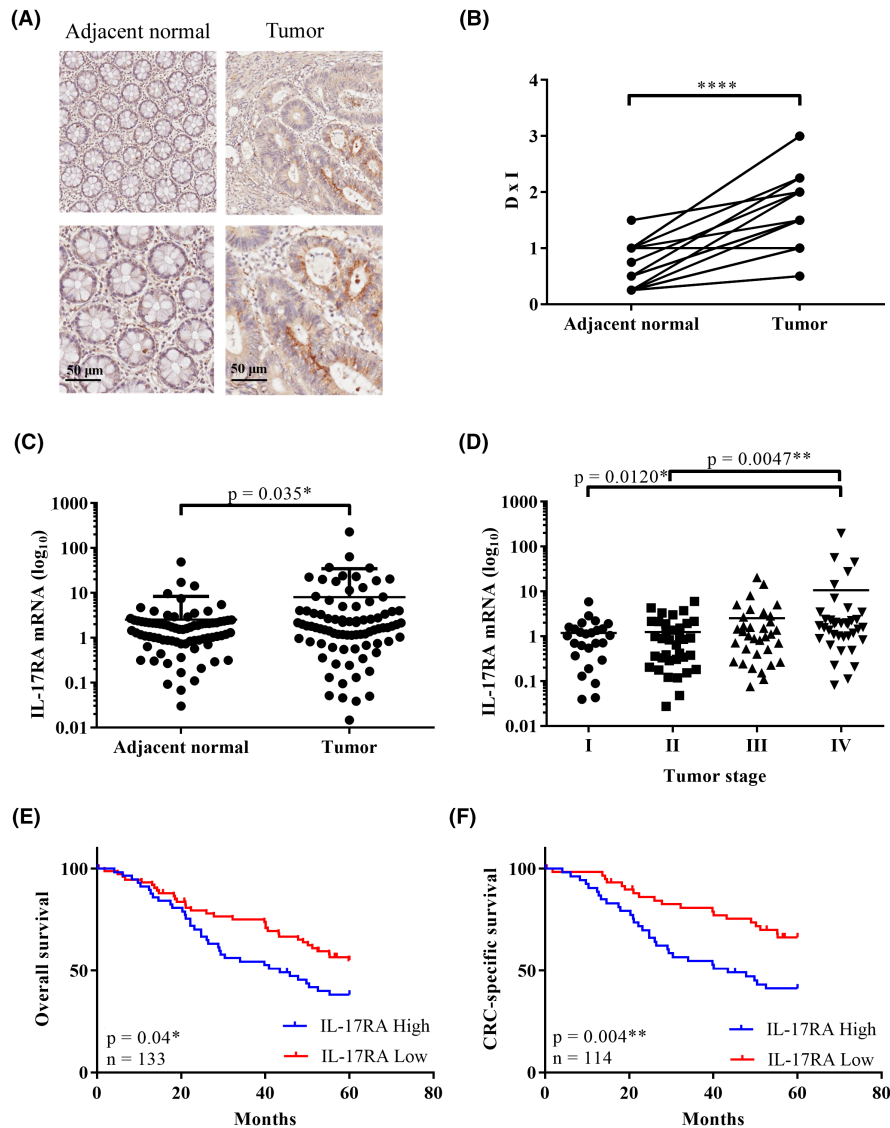 (A)
Adjacent normal
Tumor
50 μm
50 μm
(B)
****
4
3
2
1
0
D x I
Adjacent normal
Tumor
(C)
p = 0.035*
1000
100
10
1
0.1
0.01
IL-17RA mRNA (log₁₀)
Adjacent normal
Tumor
(D)
p = 0.0047**
p = 0.0120*
1000
100
10
1
0.1
0.01
IL-17RA mRNA (log₁₀)
I
II
III
IV
Tumor stage
(E)
100
50
0
Overall survival
IL-17RA High
IL-17RA Low
p = 0.04*
n = 133
0
20
40
60
80
Months
(F)
100
50
0
CRC-specific survival
IL-17RA High
IL-17RA Low
p = 0.004**
n = 114
0
20
40
60
80
Months